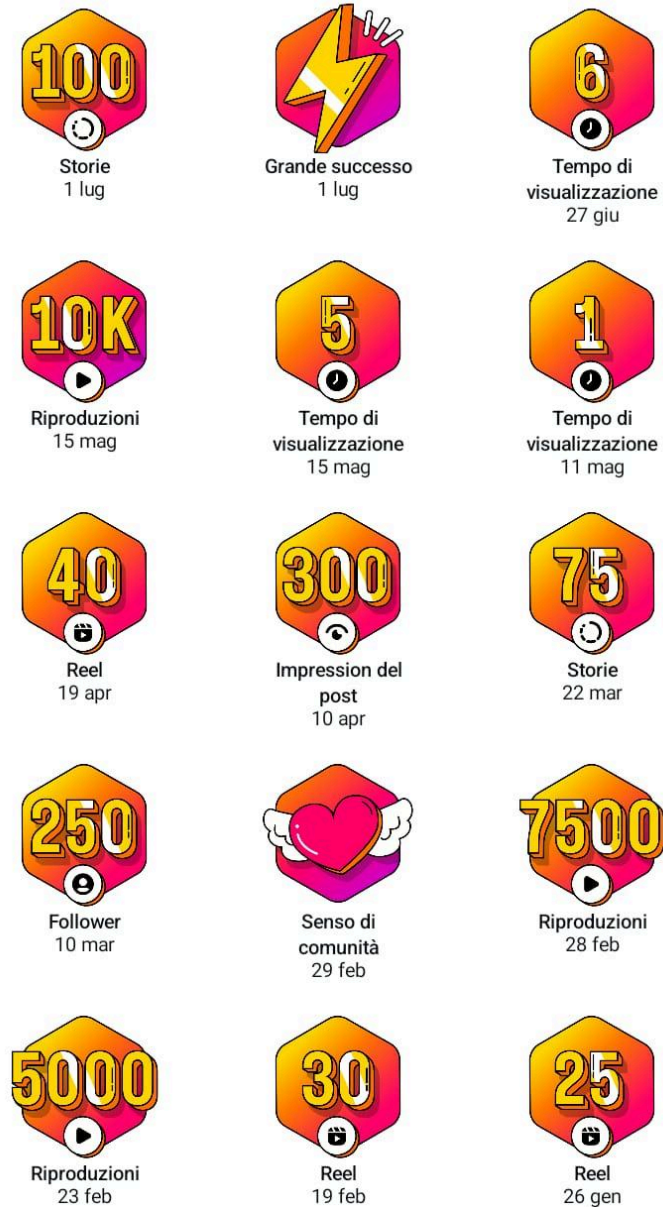 100
Storie
1 lug
Grande successo
1 lug
6
Tempo di
visualizzazione
27 giu
10K
Riproduzioni
15 mag
5
Tempo di
visualizzazione
15 mag
1
Tempo di
visualizzazione
11 mag
40
Reel
19 apr
300
Impression del
post
10 apr
75
Storie
22 mar
250
Follower
10 mar
Senso di
comunità
29 feb
7500
Riproduzioni
28 feb
5000
Riproduzioni
23 feb
30
Reel
19 feb
25
Reel
26 gen